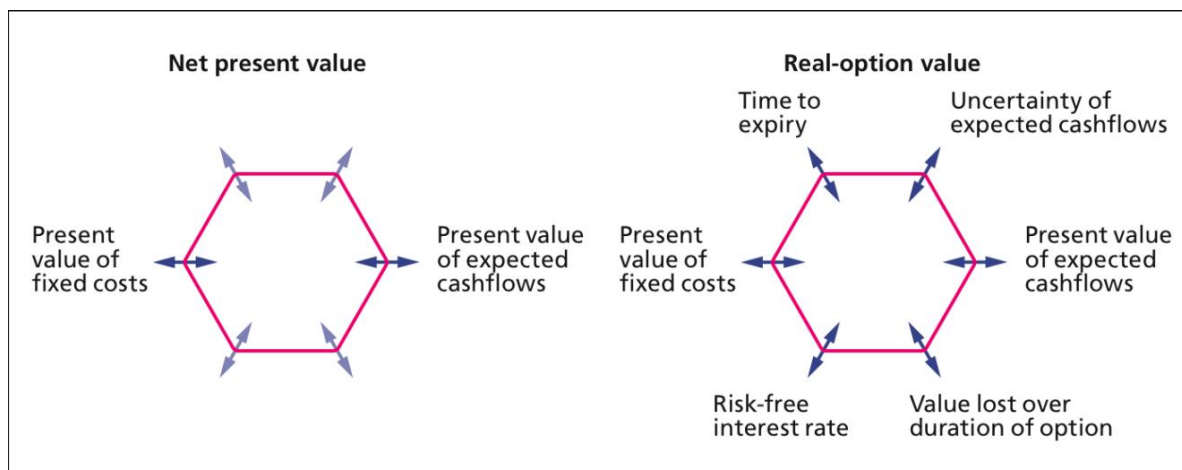 Net present value
Present
value of
fixed costs
Present value
of expected
cashflows
Real-option value
Time to
expiry
Uncertainty of
expected cashflows
Present
value of
fixed costs
Present value
of expected
cashflows
Risk-free
interest rate
Value lost over
duration of option